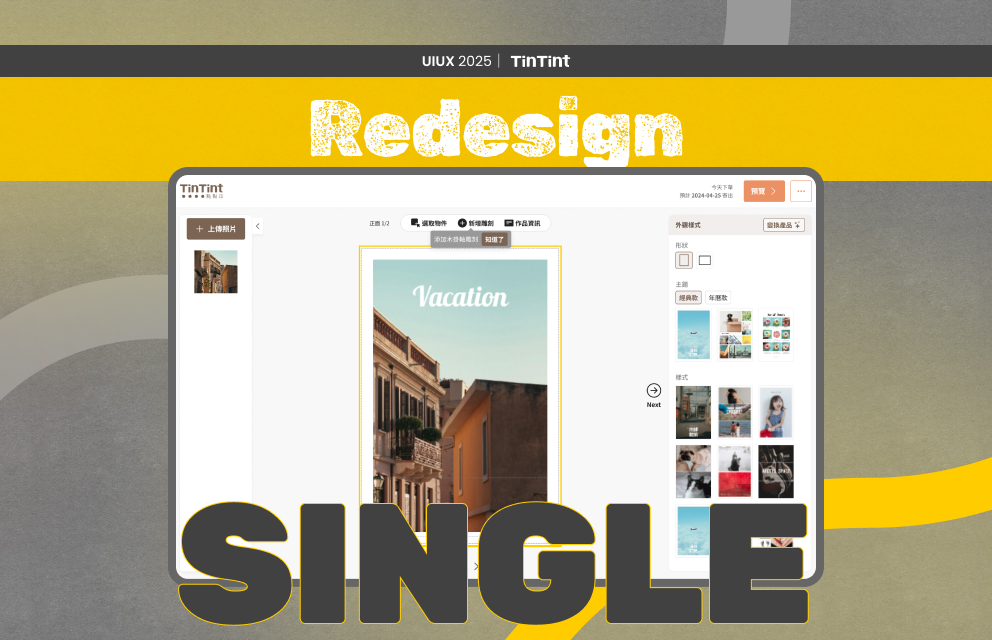 UIUX 2025 | TinTint
Redesign
TinTint
點點印
今天下單
預計 2024-04-25 寄出
預覽
上傳照片
正面 1/2
選取物件
新增雕刻
作品資訊
添加木掛軸雕刻 知道了
Vacation
Next
外觀樣式
替換產品
形狀
主題
經典款
年曆款
樣式
SINGLE